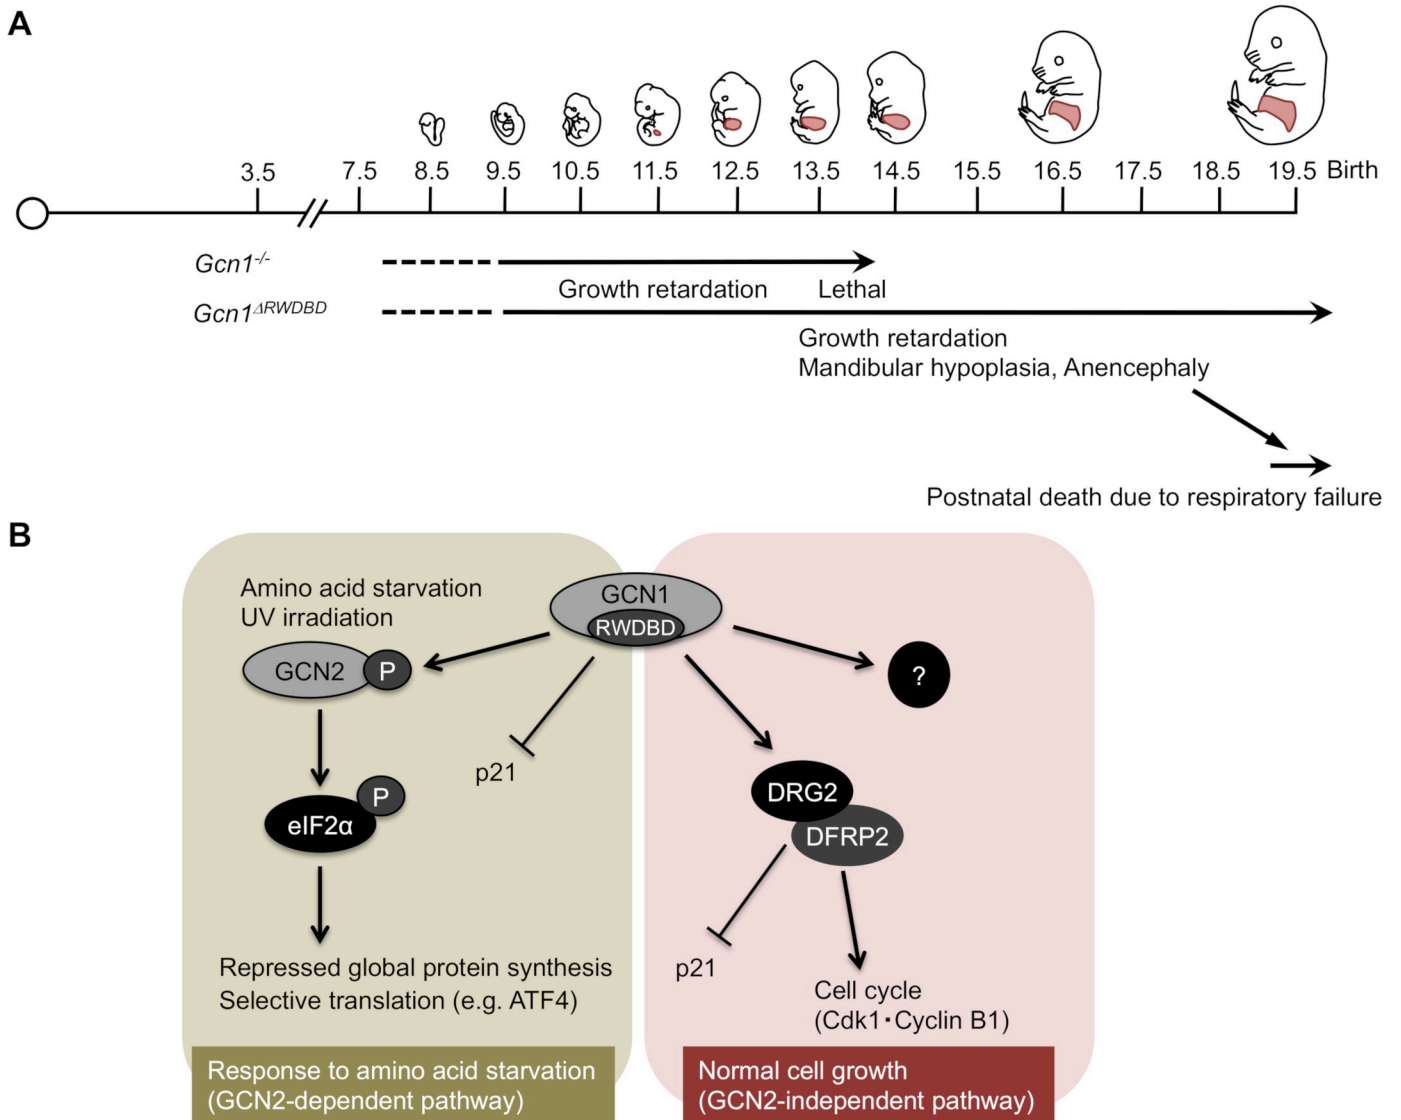 A
3.5 7.5 8.5 9.5 10.5 11.5 12.5 13.5 14.5 15.5 16.5 17.5 18.5 19.5 Birth
Gcn1-/-
Growth retardation Lethal
Gcn1ΔRWDBD
Growth retardation
Mandibular hypoplasia, Anencephaly
Postnatal death due to respiratory failure
B
Amino acid starvation
UV irradiation
GCN1
RWDBD
GCN2 P
?
p21
P
eIF2α
DRG2
DFRP2
Repressed global protein synthesis
Selective translation (e.g. ATF4)
p21
Cell cycle
(Cdk1・Cyclin B1)
Response to amino acid starvation
(GCN2-dependent pathway)
Normal cell growth
(GCN2-independent pathway)